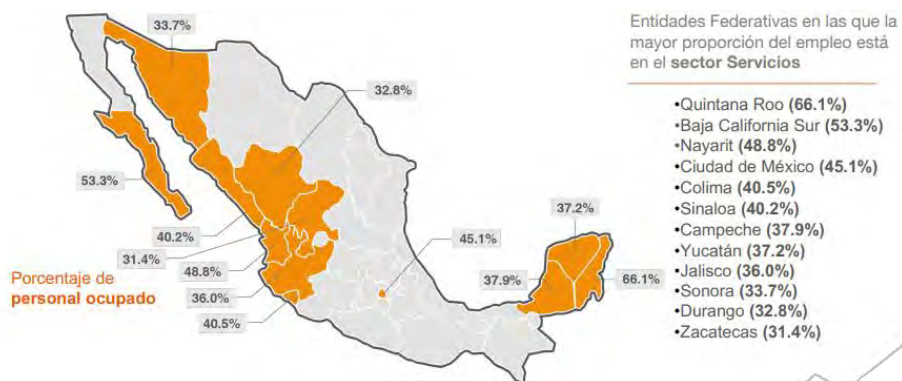 33.7%
32.8%
53.3%
40.2%
31.4%
48.8%
36.0%
40.5%
45.1%
37.2%
37.9%
66.1%
Porcentaje de
personal ocupado
Entidades Federativas en las que la
mayor proporción del empleo está
en el sector Servicios
•Quintana Roo (66.1%)
•Baja California Sur (53.3%)
•Nayarit (48.8%)
•Ciudad de México (45.1%)
•Colima (40.5%)
•Sinaloa (40.2%)
•Campeche (37.9%)
•Yucatán (37.2%)
•Jalisco (36.0%)
•Sonora (33.7%)
•Durango (32.8%)
•Zacatecas (31.4%)